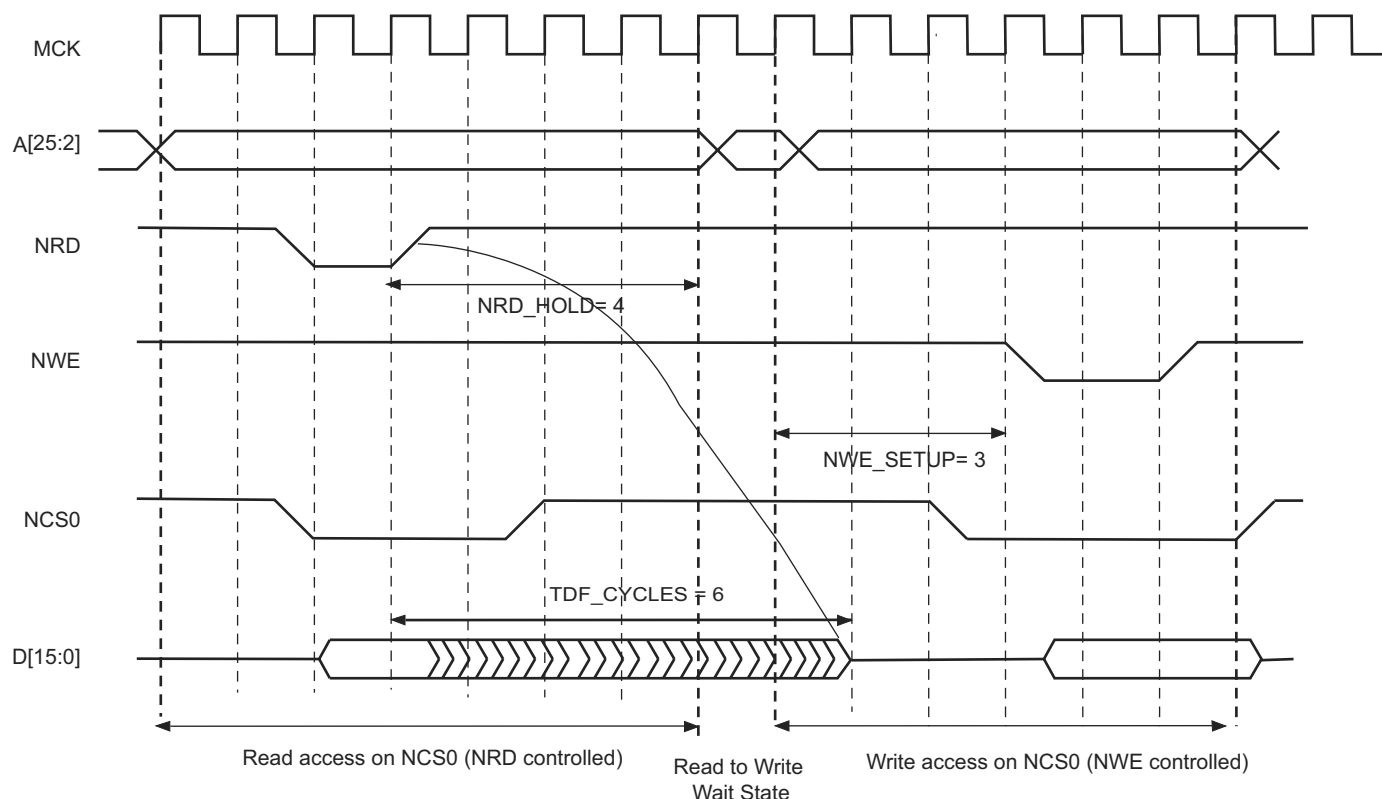 MCK
A[25:2]
NRD
NRD_HOLD= 4
NWE
NWE_SETUP= 3
NCS0
TDF_CYCLES = 6
D[15:0]
Read access on NCS0 (NRD controlled)
Read to Write
Wait State
Write access on NCS0 (NWE controlled)